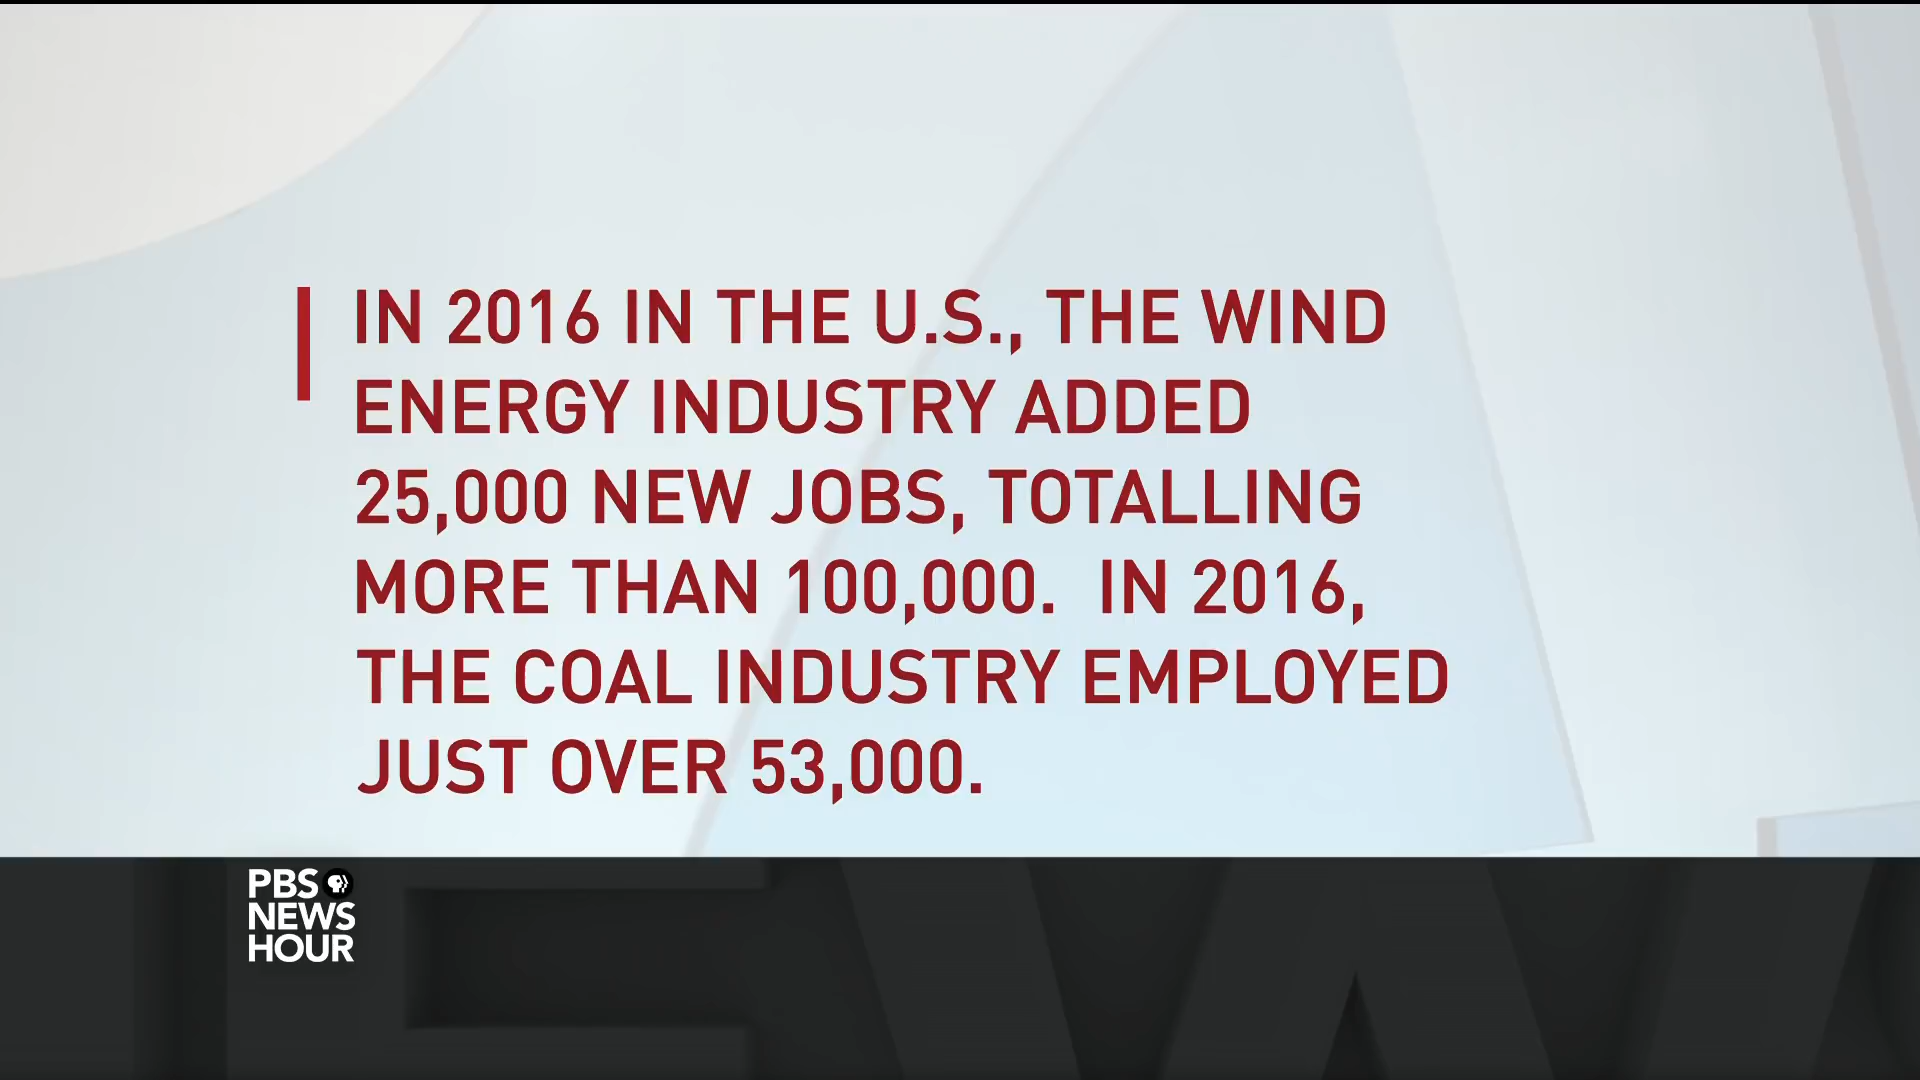 IN 2016 IN THE U.S., THE WIND
ENERGY INDUSTRY ADDED
25,000 NEW JOBS, TOTALLING
MORE THAN 100,000.  IN 2016,
THE COAL INDUSTRY EMPLOYED
JUST OVER 53,000.
PBS
NEWS
HOUR